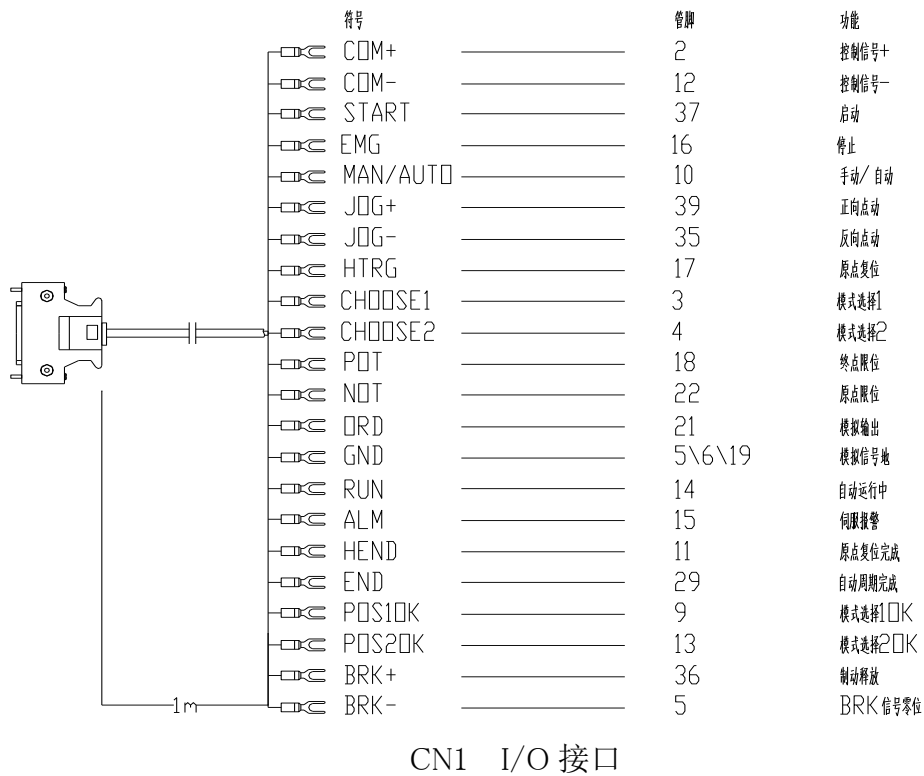 符号 管脚 功能
COM+ 2 控制信号+
COM- 12 控制信号-
START 37 启动
EMG 16 停止
MAN/AUTO 10 手动/自动
JOG+ 39 正向点动
JOG- 35 反向点动
HTRG 17 原点复位
CHOOSE1 3 模式选择1
CHOOSE2 4 模式选择2
POT 18 终点限位
NOT 22 原点限位
ORD 21 模拟输出
GND 5\6\19 模拟信号地
RUN 14 自动运行中
ALM 15 伺服报警
HEND 11 原点复位完成
END 29 自动周期完成
POS1OK 9 模式选择1OK
POS2OK 13 模式选择2OK
BRK+ 36 制动释放
BRK- 5 BRK信号零位
1m
CN1 I/O 接口